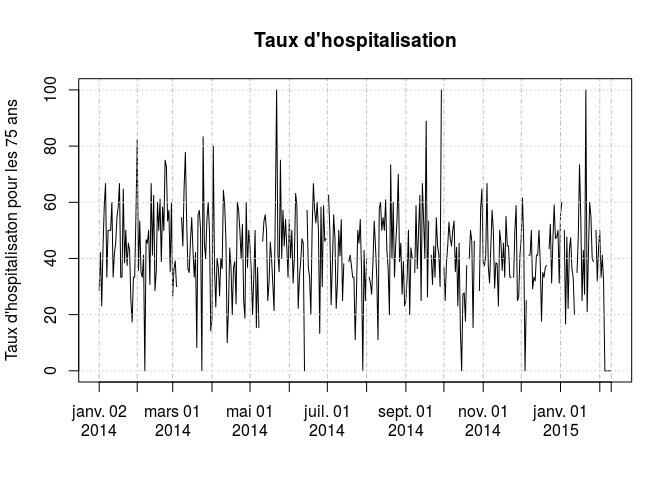 Taux d'hospitalisation
Taux d'hospitalisaton pour les 75 ans
100
80
60
40
20
0
janv. 02
2014
mars 01
2014
mai 01
2014
juil. 01
2014
sept. 01
2014
nov. 01
2014
janv. 01
2015